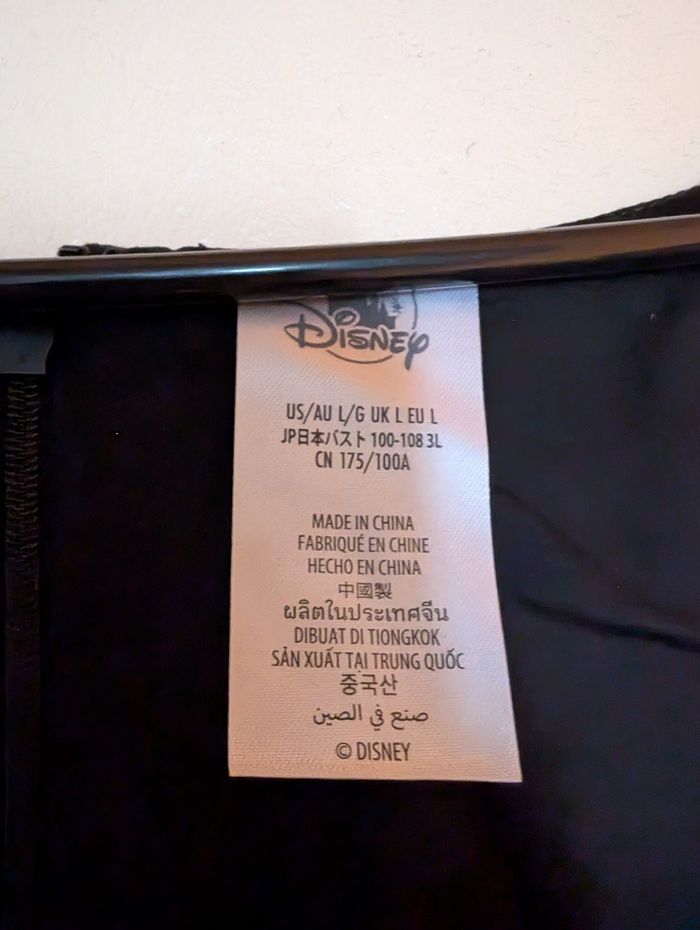 Disney
US/AU L/G UK L EU L
JP日本バスト 100-108 3L
CN 175/100A
MADE IN CHINA
FABRIQUÉ EN CHINE
HECHO EN CHINA
中國製
ผลิตในประเทศจีน
DIBUAT DI TIONGKOK
SẢN XUẤT TẠI TRUNG QUỐC
중국산
صنع في الصين
© DISNEY